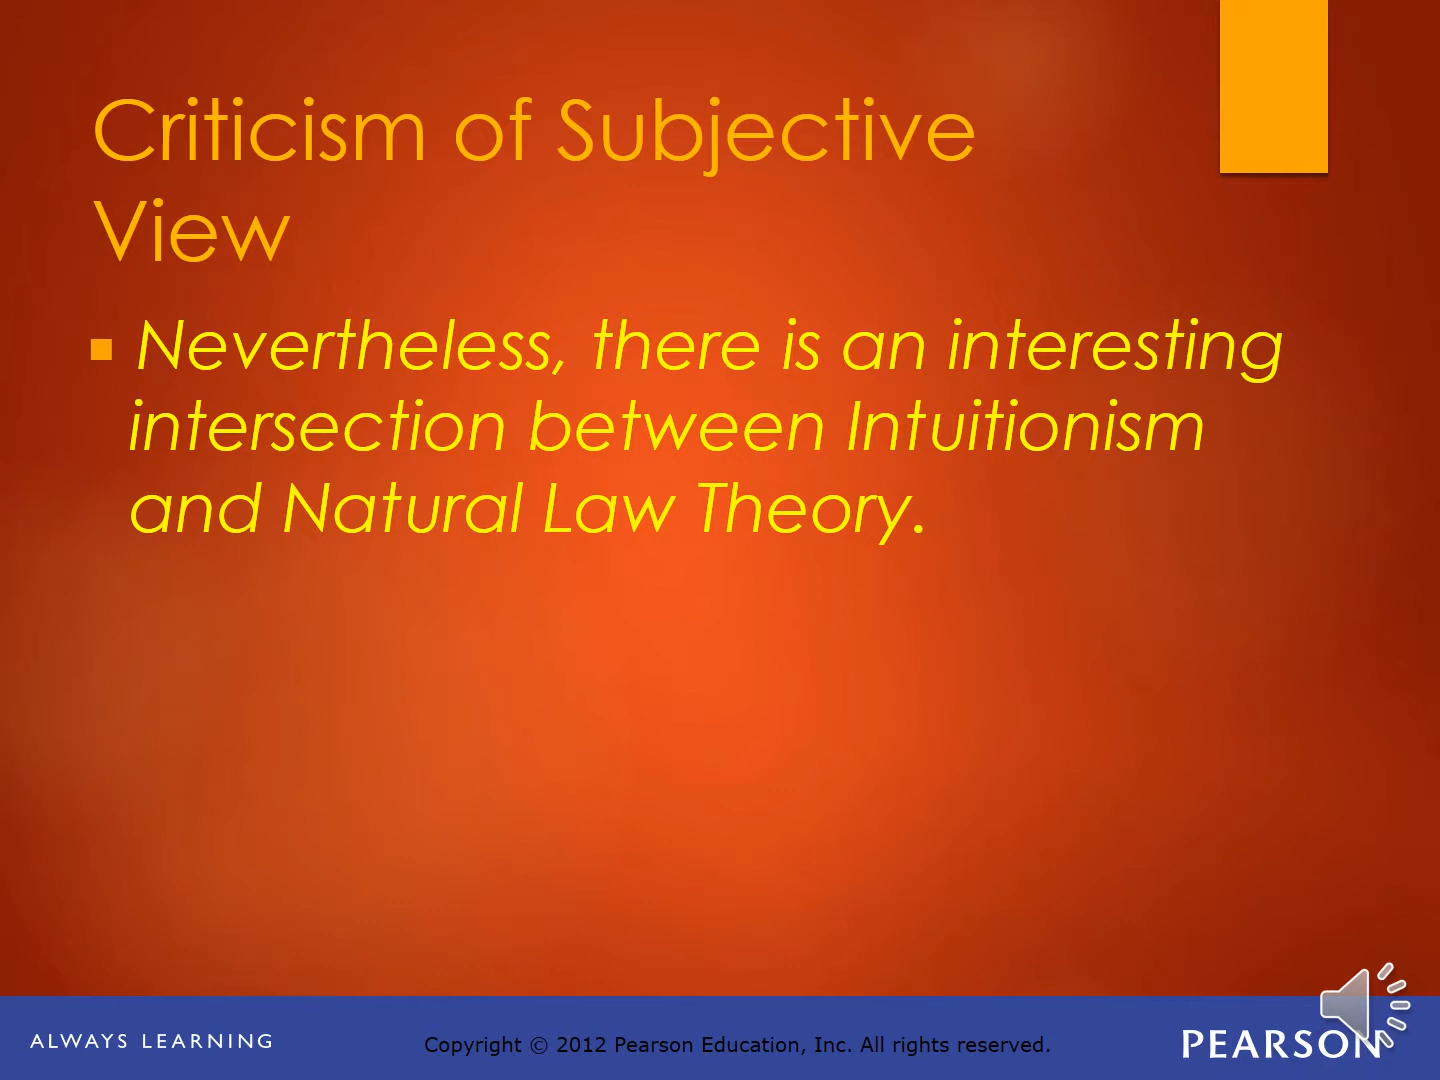 Criticism of Subjective
View
Nevertheless, there is an interesting
intersection between Intuitionism
and Natural Law Theory.
ALWAYS LEARNING
Copyright © 2012 Pearson Education, Inc. All rights reserved.
PEARSON